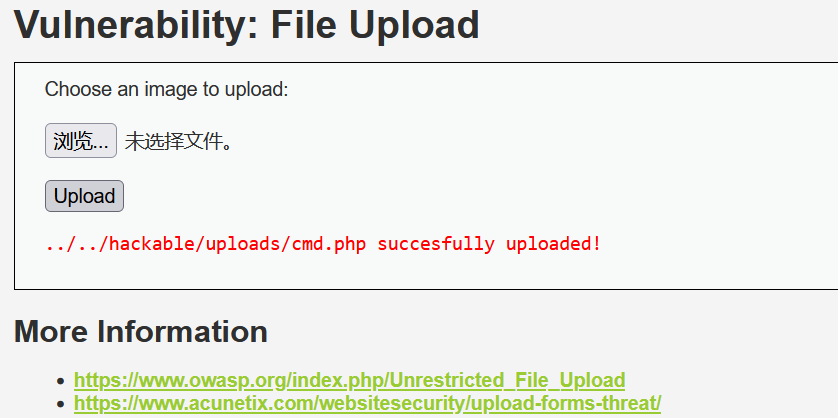 Vulnerability: File Upload
Choose an image to upload:
浏览... 未选择文件。
Upload
../../hackable/uploads/cmd.php succesfully uploaded!
More Information
https://www.owasp.org/index.php/Unrestricted_File_Upload
https://www.acunetix.com/websitesecurity/upload-forms-threat/